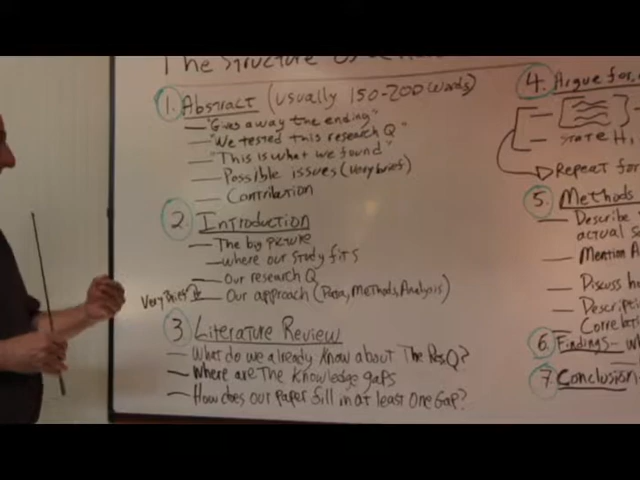 The Structure
1. Abstract (usually 150-200 words)
— "Gives away the ending"
— "We tested this research Q"
— "This is what we found"
— Possible issues (Very brief)
— Contribution
2. Introduction
— The big picture
— where our study fits
— Our research Q
Very Brief — Our approach (Data, Methods, Analysis)
3. Literature Review
— What do we already know about The Res. Q?
— Where are The Knowledge gaps
— How does our paper fill in at least One Gap?
4. Argue for
— State H1
Repeat for
5. Methods
— Describe
actual
— Mention
— Discuss
—
— Correlat
6. Findings —
7. Conclusion